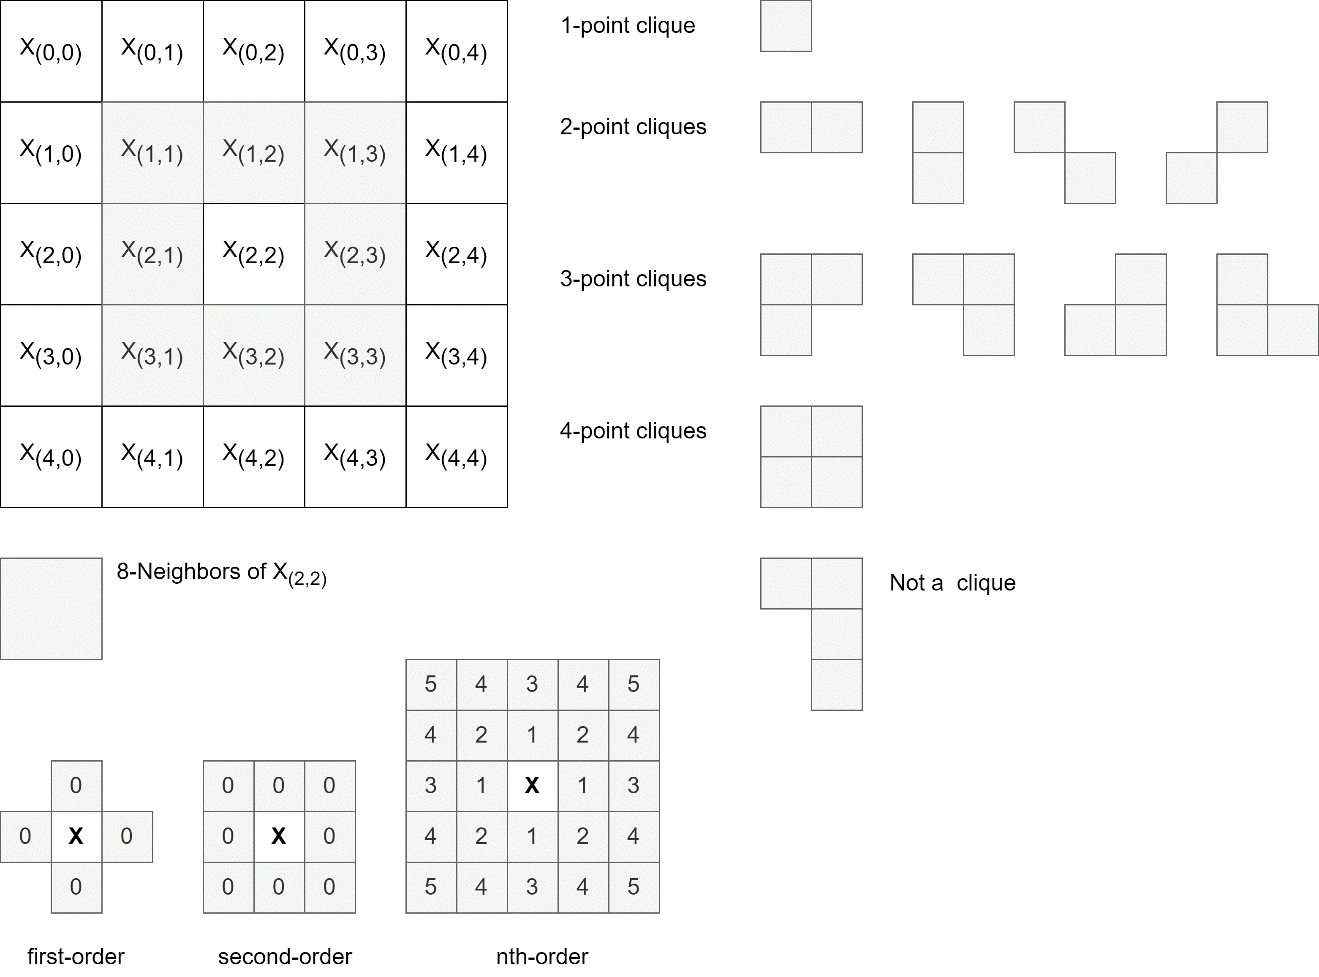 X(0,0) X(0,1) X(0,2) X(0,3) X(0,4)
X(1,0) X(1,1) X(1,2) X(1,3) X(1,4)
X(2,0) X(2,1) X(2,2) X(2,3) X(2,4)
X(3,0) X(3,1) X(3,2) X(3,3) X(3,4)
X(4,0) X(4,1) X(4,2) X(4,3) X(4,4)
8-Neighbors of X(2,2)
1-point clique
2-point cliques
3-point cliques
4-point cliques
Not a clique
0
0 X 0
0
first-order
0 0 0
0 X 0
0 0 0
second-order
5 4 3 4 5
4 2 1 2 4
3 1 X 1 3
4 2 1 2 4
5 4 3 4 5
nth-order